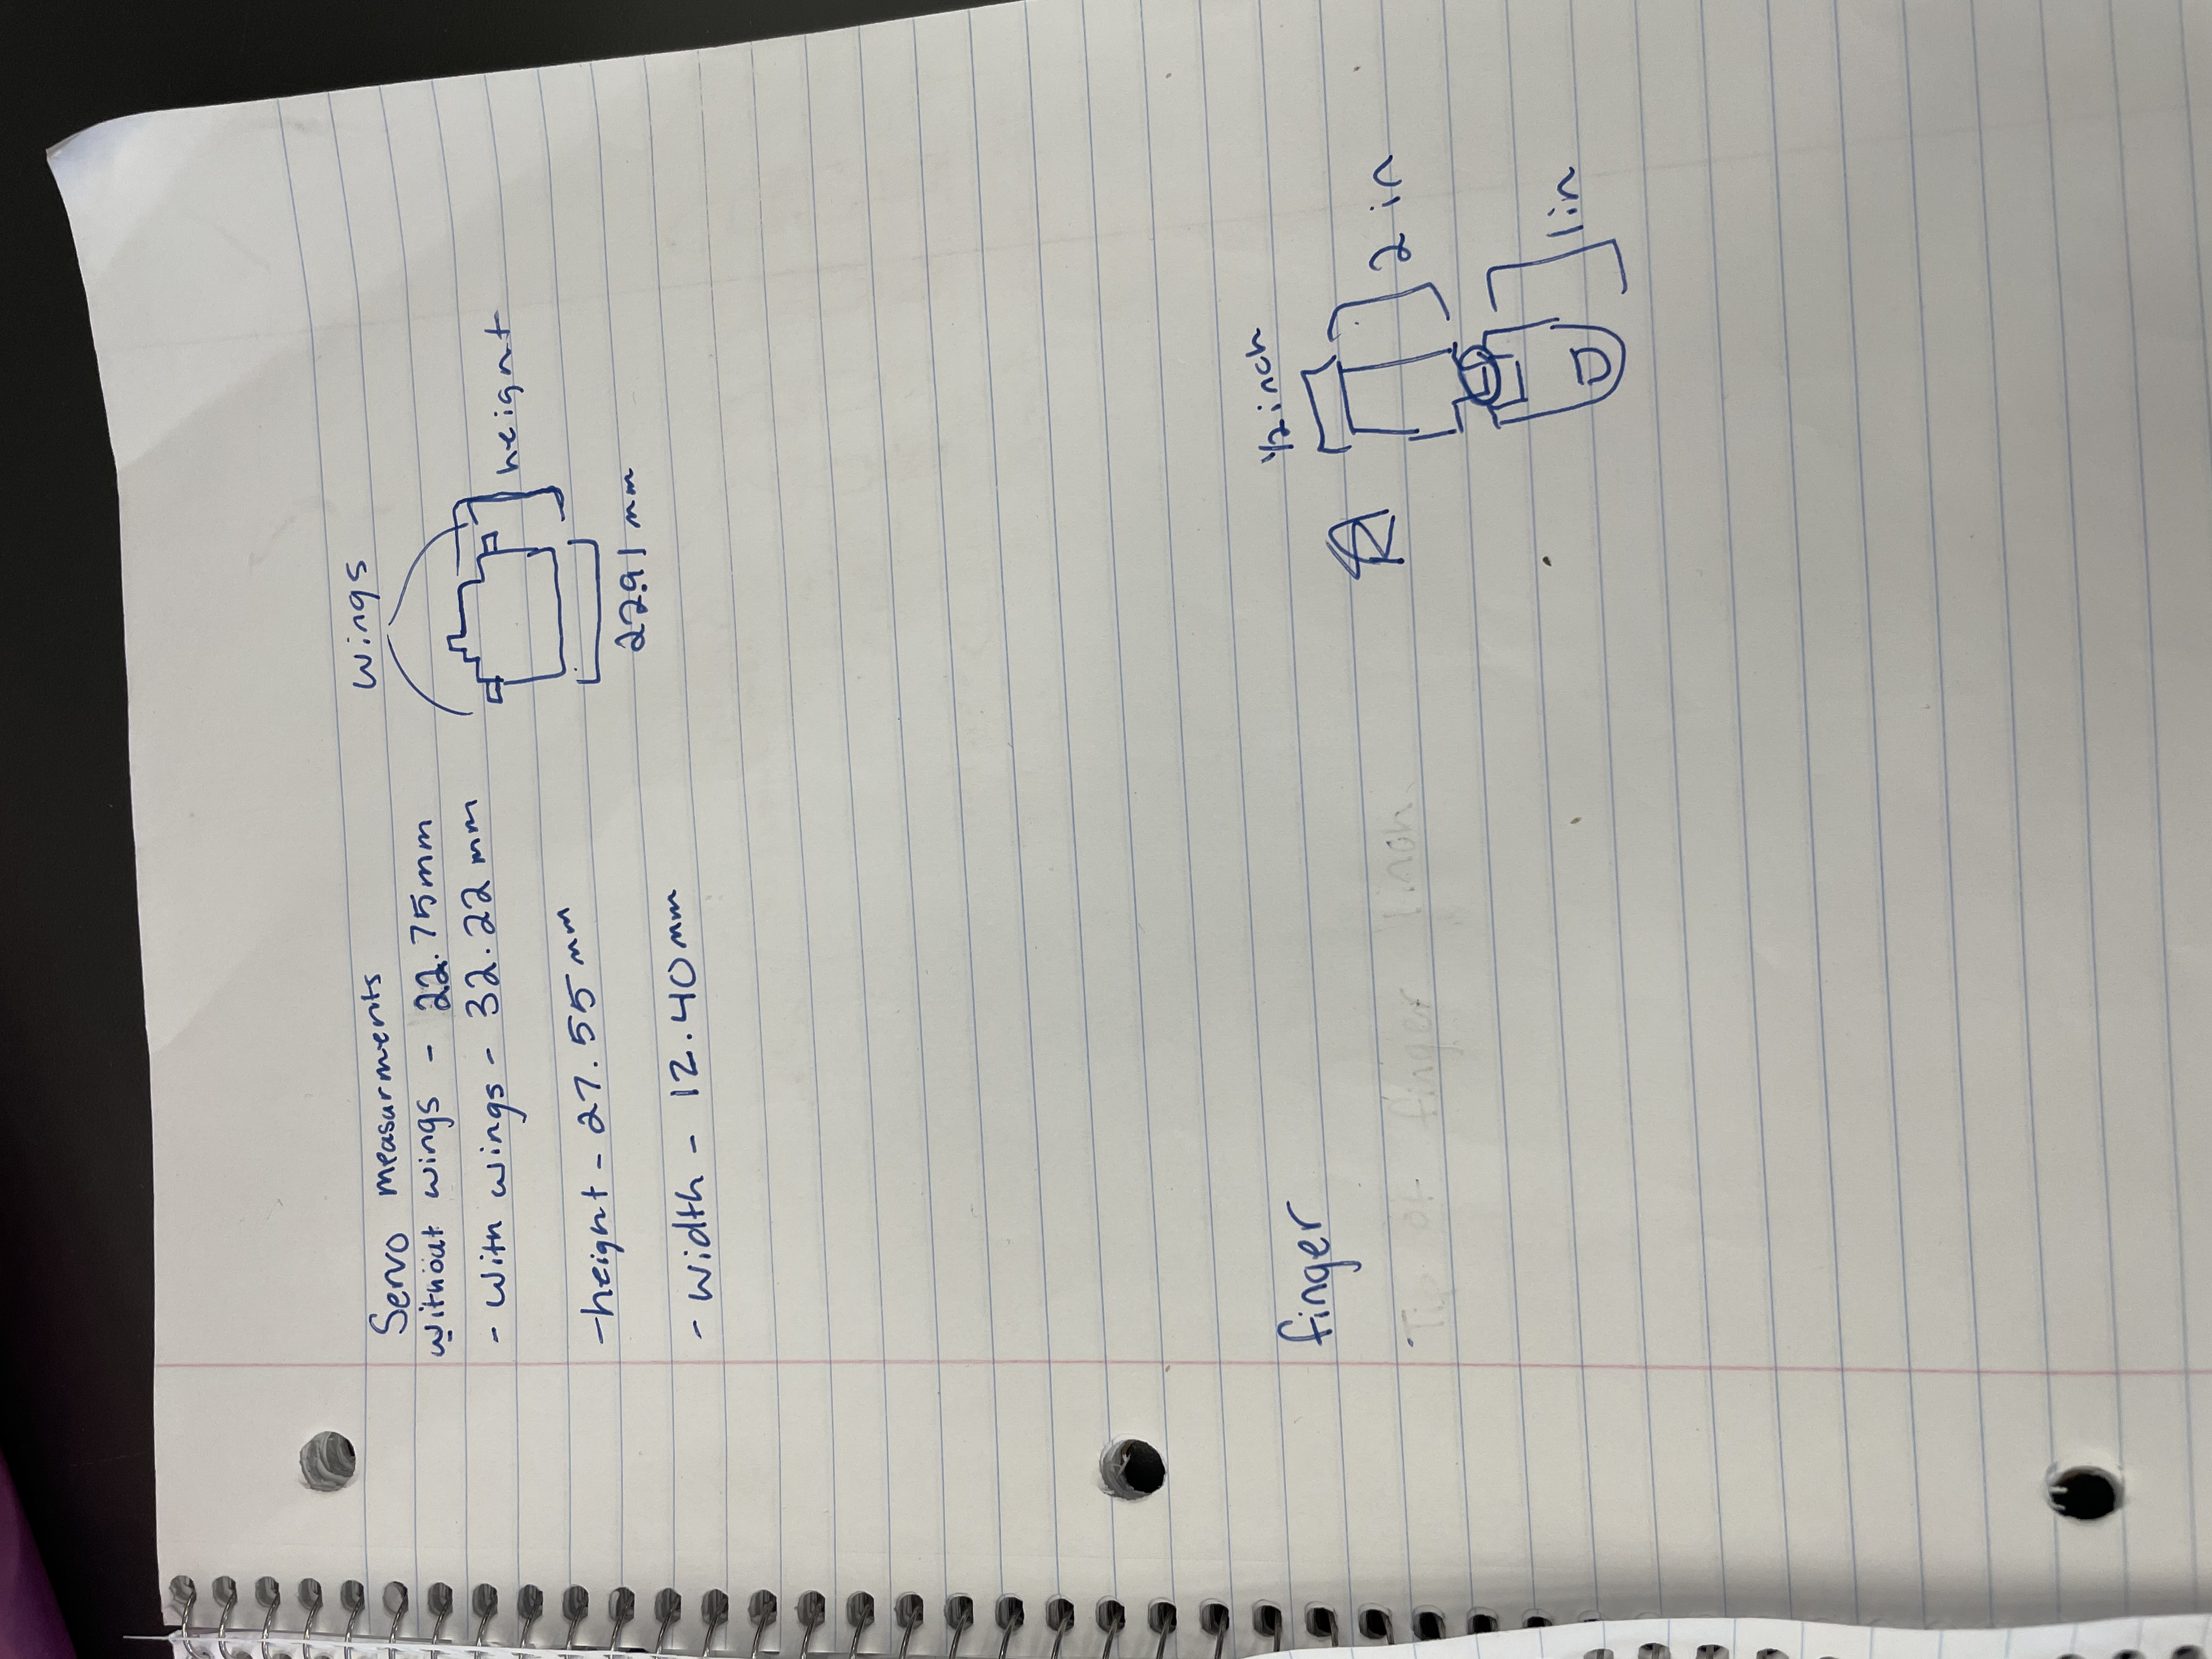 Servo measurments
without wings - 22.75mm
- With wings - 32.22 mm
-height - 27.55 mm
- width - 12.40mm
wings
height
22.91 mm
finger
Tip of finger 1 inch.
1/2 inch
2 in
1in